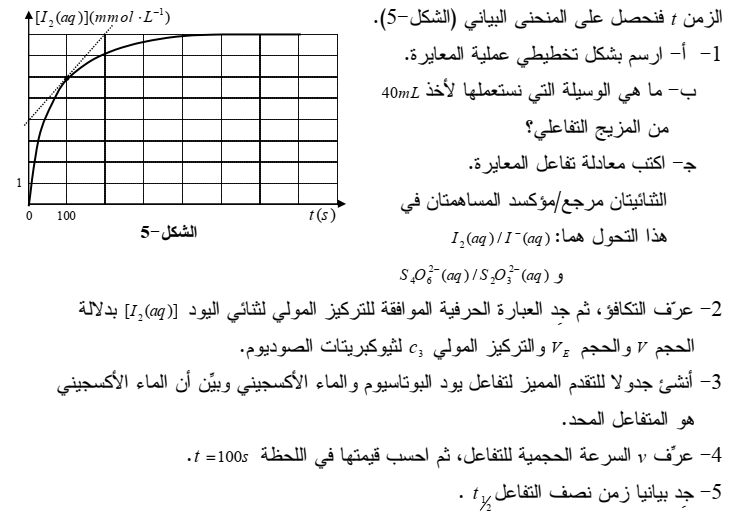 الزمن t فنحصل على المنحنى البياني (الشكل-5).
1- أ- ارسم بشكل تخطيطي عملية المعايرة.
ب- ما هي الوسيلة التي نستعملها لأخذ 40mL
من المزيج التفاعلي؟
جـ- اكتب معادلة تفاعل المعايرة.
الثنائيتان مرجع/مؤكسد المساهمتان في
هذا التحول هما: I₂(aq)/I⁻(aq)
و S₄O₆²⁻(aq)/S₂O₃²⁻(aq)
[I₂(aq)](mmol·L⁻¹)
1
0 100 t(s)
الشكل-5
2- عرّف التكافؤ، ثم جِد العبارة الحرفية الموافقة للتركيز المولي لثنائي اليود [I₂(aq)] بدلالة
الحجم V والحجم V_E والتركيز المولي c₃ لثيوكبريتات الصوديوم.
3- أنشئ جدولا للتقدم المميز لتفاعل يود البوتاسيوم والماء الأكسجيني وبيِّن أن الماء الأكسجيني
هو المتفاعل المحد.
4- عرِّف v السرعة الحجمية للتفاعل، ثم احسب قيمتها في اللحظة t=100s.
5- جِد بيانيا زمن نصف التفاعل t½.